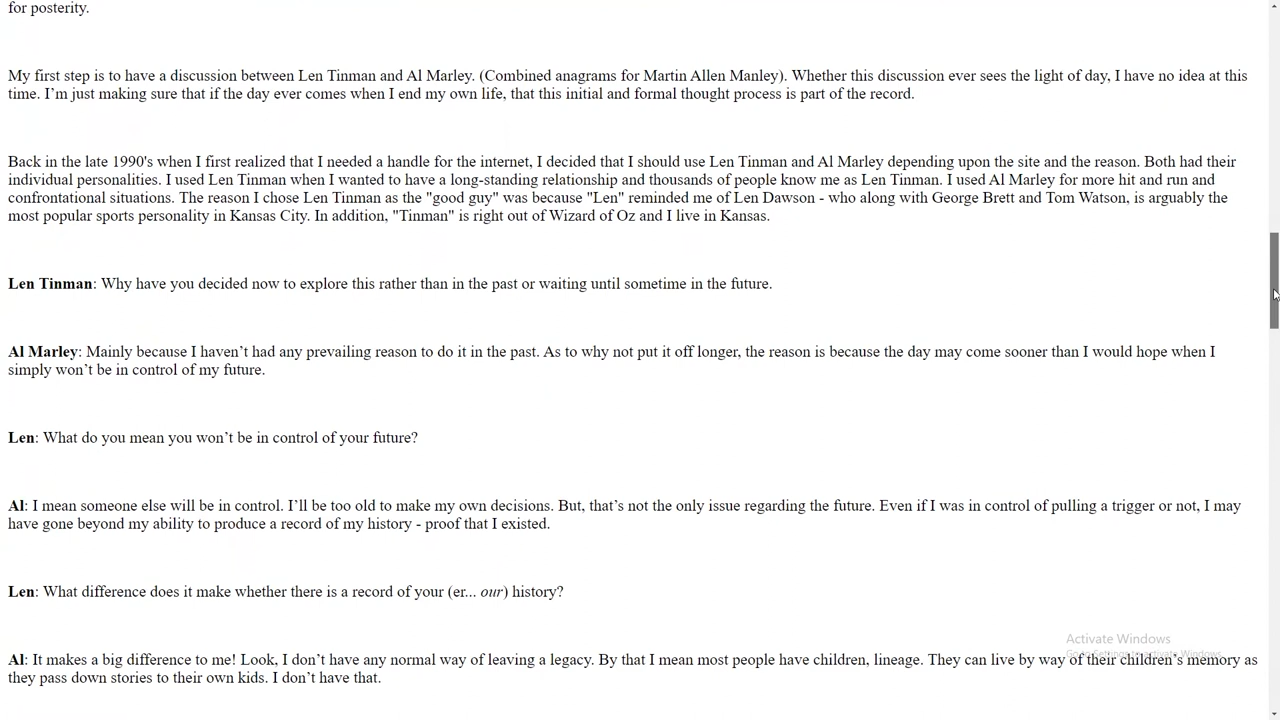 for posterity.
My first step is to have a discussion between Len Tinman and Al Marley. (Combined anagrams for Martin Allen Manley). Whether this discussion ever sees the light of day, I have no idea at this
time. I’m just making sure that if the day ever comes when I end my own life, that this initial and formal thought process is part of the record.
Back in the late 1990's when I first realized that I needed a handle for the internet, I decided that I should use Len Tinman and Al Marley depending upon the site and the reason. Both had their
individual personalities. I used Len Tinman when I wanted to have a long-standing relationship and thousands of people know me as Len Tinman. I used Al Marley for more hit and run and
confrontational situations. The reason I chose Len Tinman as the "good guy" was because "Len" reminded me of Len Dawson - who along with George Brett and Tom Watson, is arguably the
most popular sports personality in Kansas City. In addition, "Tinman" is right out of Wizard of Oz and I live in Kansas.
Len Tinman: Why have you decided now to explore this rather than in the past or waiting until sometime in the future.
Al Marley: Mainly because I haven’t had any prevailing reason to do it in the past. As to why not put it off longer, the reason is because the day may come sooner than I would hope when I
simply won’t be in control of my future.
Len: What do you mean you won’t be in control of your future?
Al: I mean someone else will be in control. I’ll be too old to make my own decisions. But, that’s not the only issue regarding the future. Even if I was in control of pulling a trigger or not, I may
have gone beyond my ability to produce a record of my history - proof that I existed.
Len: What difference does it make whether there is a record of your (er... our) history?
Activate Windows
Go to Settings to activate Windows.
Al: It makes a big difference to me! Look, I don’t have any normal way of leaving a legacy. By that I mean most people have children, lineage. They can live by way of their children’s memory as
they pass down stories to their own kids. I don’t have that.